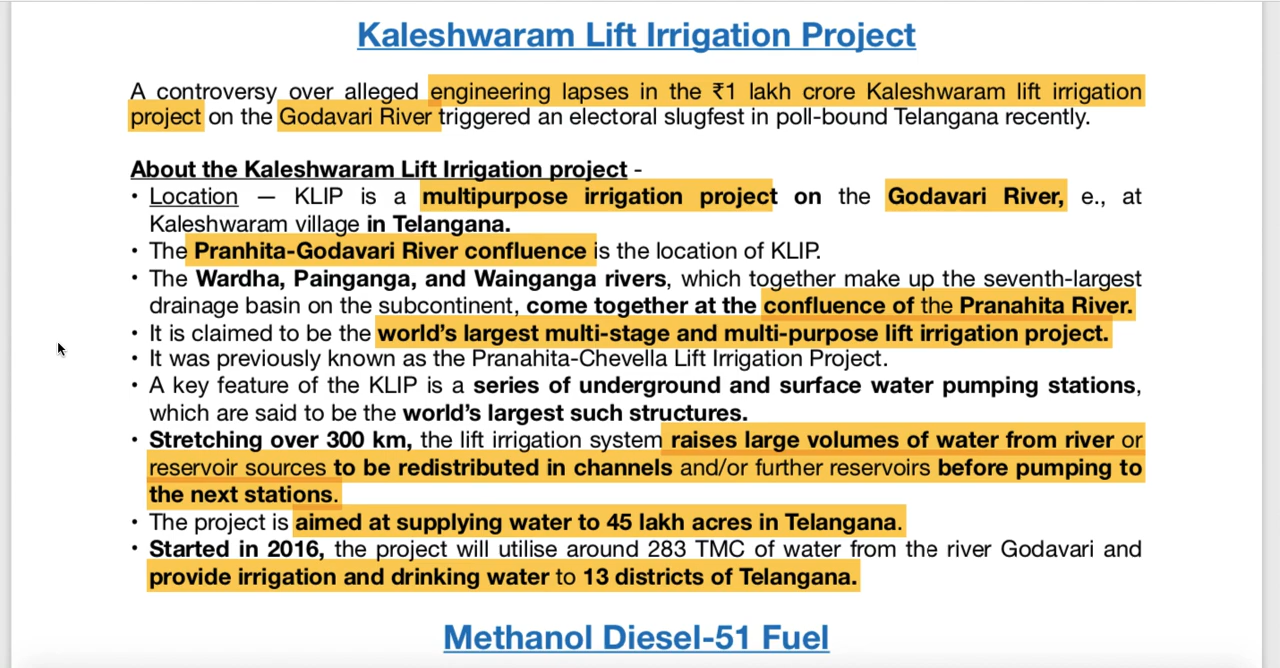 Kaleshwaram Lift Irrigation Project
A controversy over alleged engineering lapses in the ₹1 lakh crore Kaleshwaram lift irrigation
project on the Godavari River triggered an electoral slugfest in poll-bound Telangana recently.
About the Kaleshwaram Lift Irrigation project -
• Location — KLIP is a multipurpose irrigation project on the Godavari River, e., at
Kaleshwaram village in Telangana.
• The Pranhita-Godavari River confluence is the location of KLIP.
• The Wardha, Painganga, and Wainganga rivers, which together make up the seventh-largest
drainage basin on the subcontinent, come together at the confluence of the Pranahita River.
• It is claimed to be the world's largest multi-stage and multi-purpose lift irrigation project.
• It was previously known as the Pranahita-Chevella Lift Irrigation Project.
• A key feature of the KLIP is a series of underground and surface water pumping stations,
which are said to be the world's largest such structures.
• Stretching over 300 km, the lift irrigation system raises large volumes of water from river or
reservoir sources to be redistributed in channels and/or further reservoirs before pumping to
the next stations.
• The project is aimed at supplying water to 45 lakh acres in Telangana.
• Started in 2016, the project will utilise around 283 TMC of water from the river Godavari and
provide irrigation and drinking water to 13 districts of Telangana.
Methanol Diesel-51 Fuel